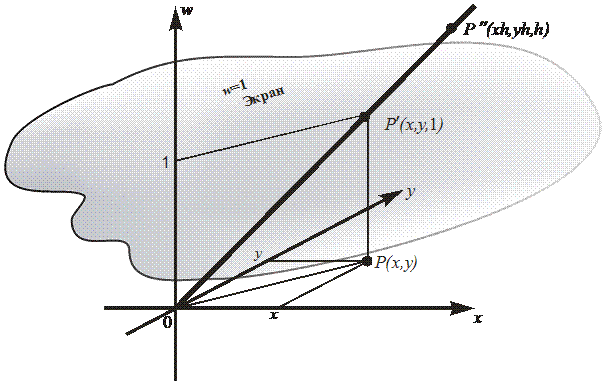 w
P″(xh,yh,h)
w=1
Экран
P′(x,y,1)
1
y
y
P(x,y)
0
x
x